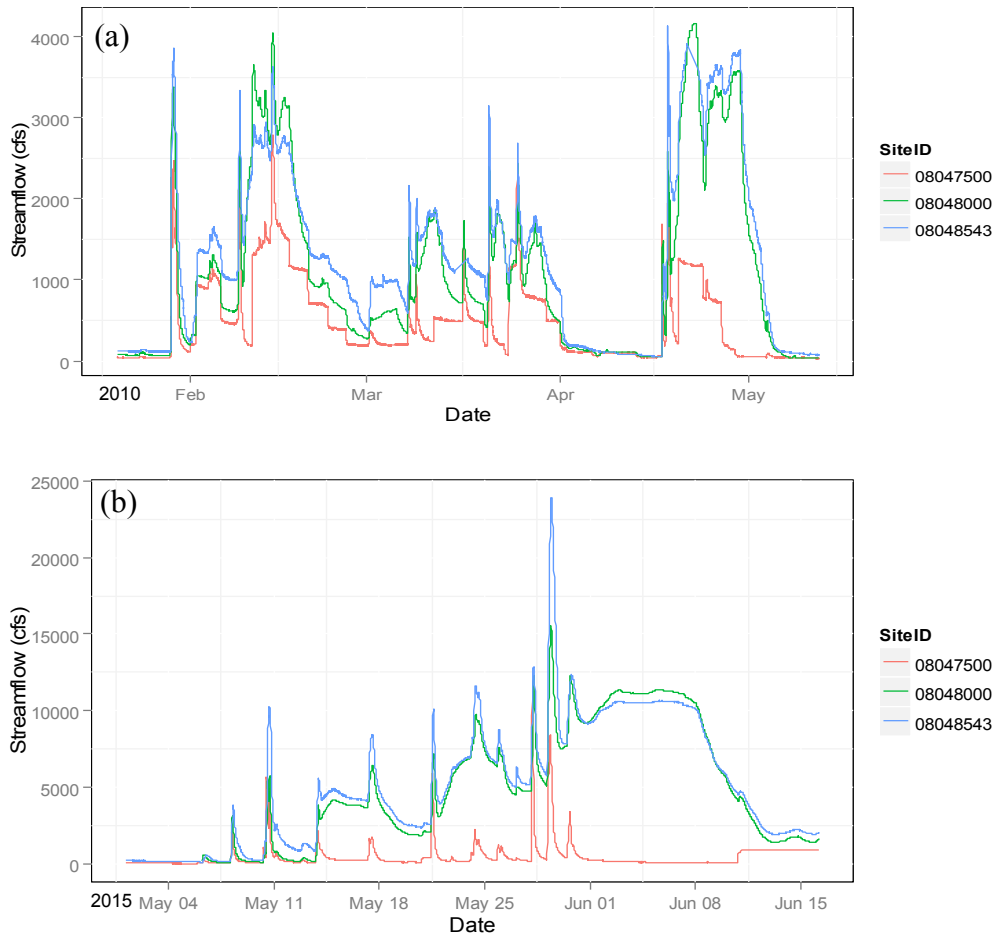 (a)
Streamflow (cfs)
4000
3000
2000
1000
0
2010
Feb
Mar
Apr
May
Date
SiteID
08047500
08048000
08048543
(b)
Streamflow (cfs)
25000
20000
15000
10000
5000
0
2015
May 04
May 11
May 18
May 25
Jun 01
Jun 08
Jun 15
Date
SiteID
08047500
08048000
08048543